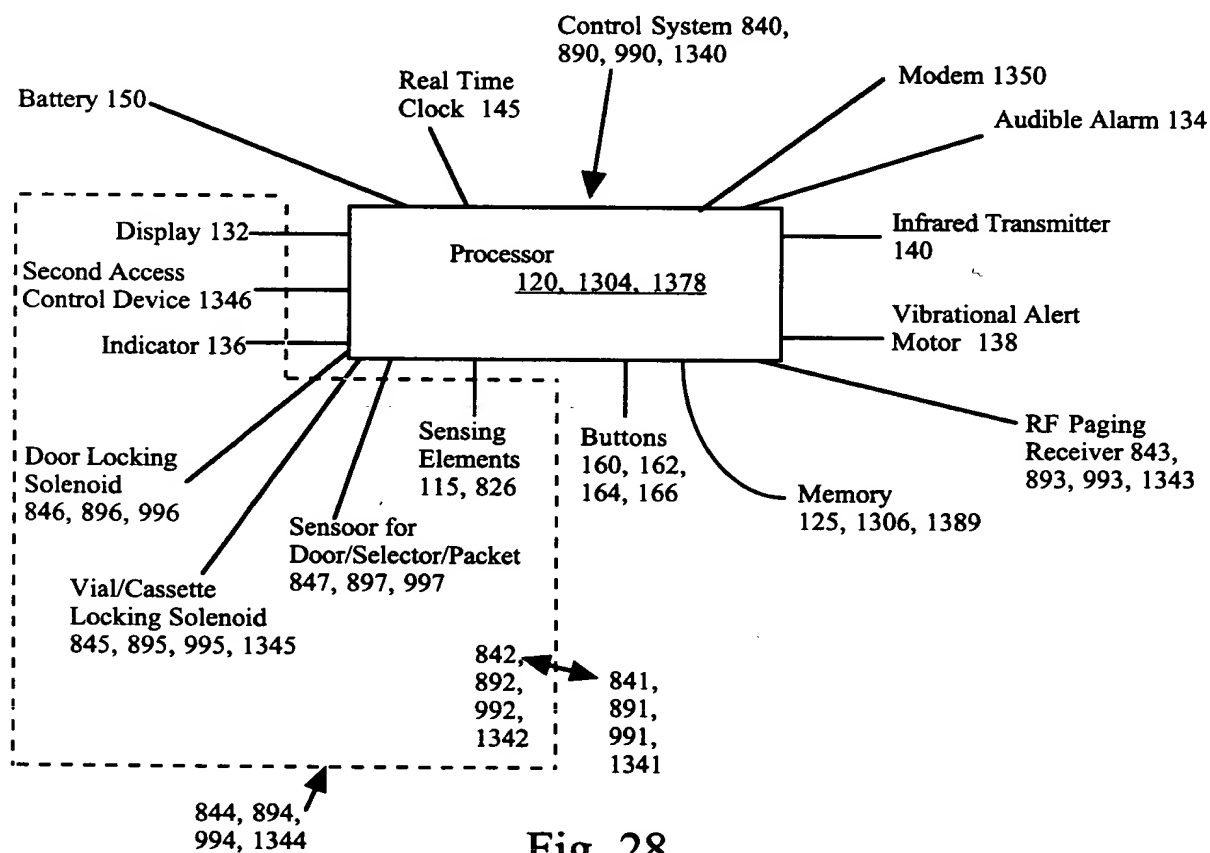 Control System 840,
890, 990, 1340
Modem 1350
Real Time
Clock 145
Battery 150
Audible Alarm 134
Display 132
Processor
120, 1304, 1378
Infrared Transmitter
140
Second Access
Control Device 1346
Indicator 136
Vibrational Alert
Motor 138
Door Locking
Solenoid
846, 896, 996
Sensing
Elements
115, 826
Buttons
160, 162,
164, 166
RF Paging
Receiver 843,
893, 993, 1343
Memory
125, 1306, 1389
Sensoor for
Door/Selector/Packet
847, 897, 997
Vial/Cassette
Locking Solenoid
845, 895, 995, 1345
842,
892,
992,
1342
841,
891,
991,
1341
844, 894,
994, 1344
Fig. 28